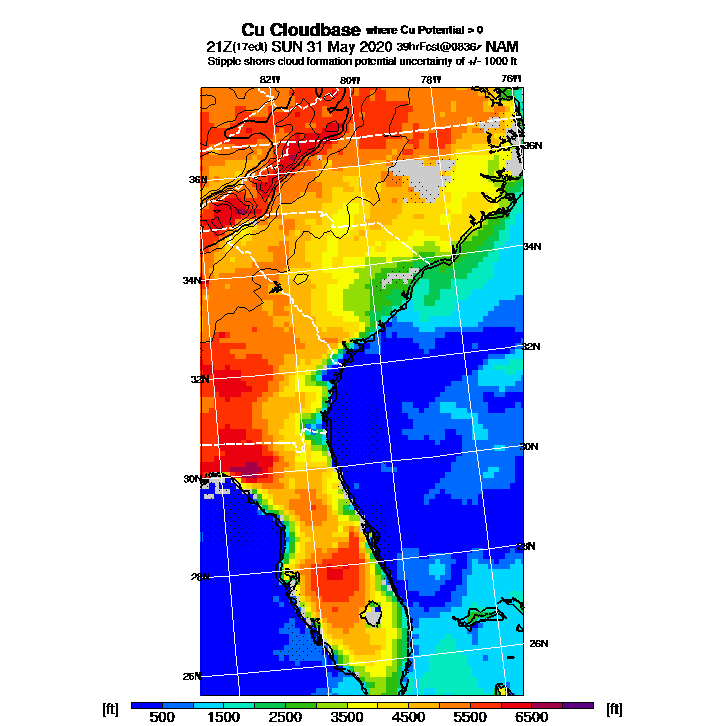 Cu Cloudbase where Cu Potential > 0
21Z(17edt) SUN 31 May 2020 39hrFcst@0836z NAM
Stipple shows cloud formation potential uncertainty of +/- 1000 ft
82W 80W 78W 76W
36N
36N
34N
34N
32N
32N
30N
30N
28N
28N
26N
26N
[ft] 500 1500 2500 3500 4500 5500 6500 [ft]